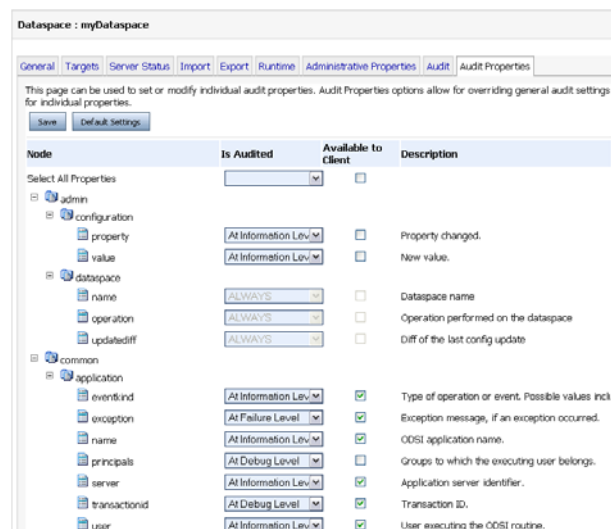 Dataspace : myDataspace
General Targets Server Status Import Export Runtime Administrative Properties Audit Audit Properties
This page can be used to set or modify individual audit properties. Audit Properties options allow for overriding general audit settings
for individual properties.
Save Default Settings
Node Is Audited Available to Client Description
Select All Properties
admin
configuration
property At Information Lev Property changed.
value At Information Lev New value.
dataspace
name ALWAYS Dataspace name
operation ALWAYS Operation performed on the dataspace
updatediff ALWAYS Diff of the last config update
common
application
eventkind At Information Lev Type of operation or event. Possible values incl
exception At Failure Level Exception message, if an exception occurred.
name At Information Lev ODSI application name.
principals At Debug Level Groups to which the executing user belongs.
server At Information Lev Application server identifier.
transactionid At Debug Level Transaction ID.
user At Information Lev User executing the ODSI routine.